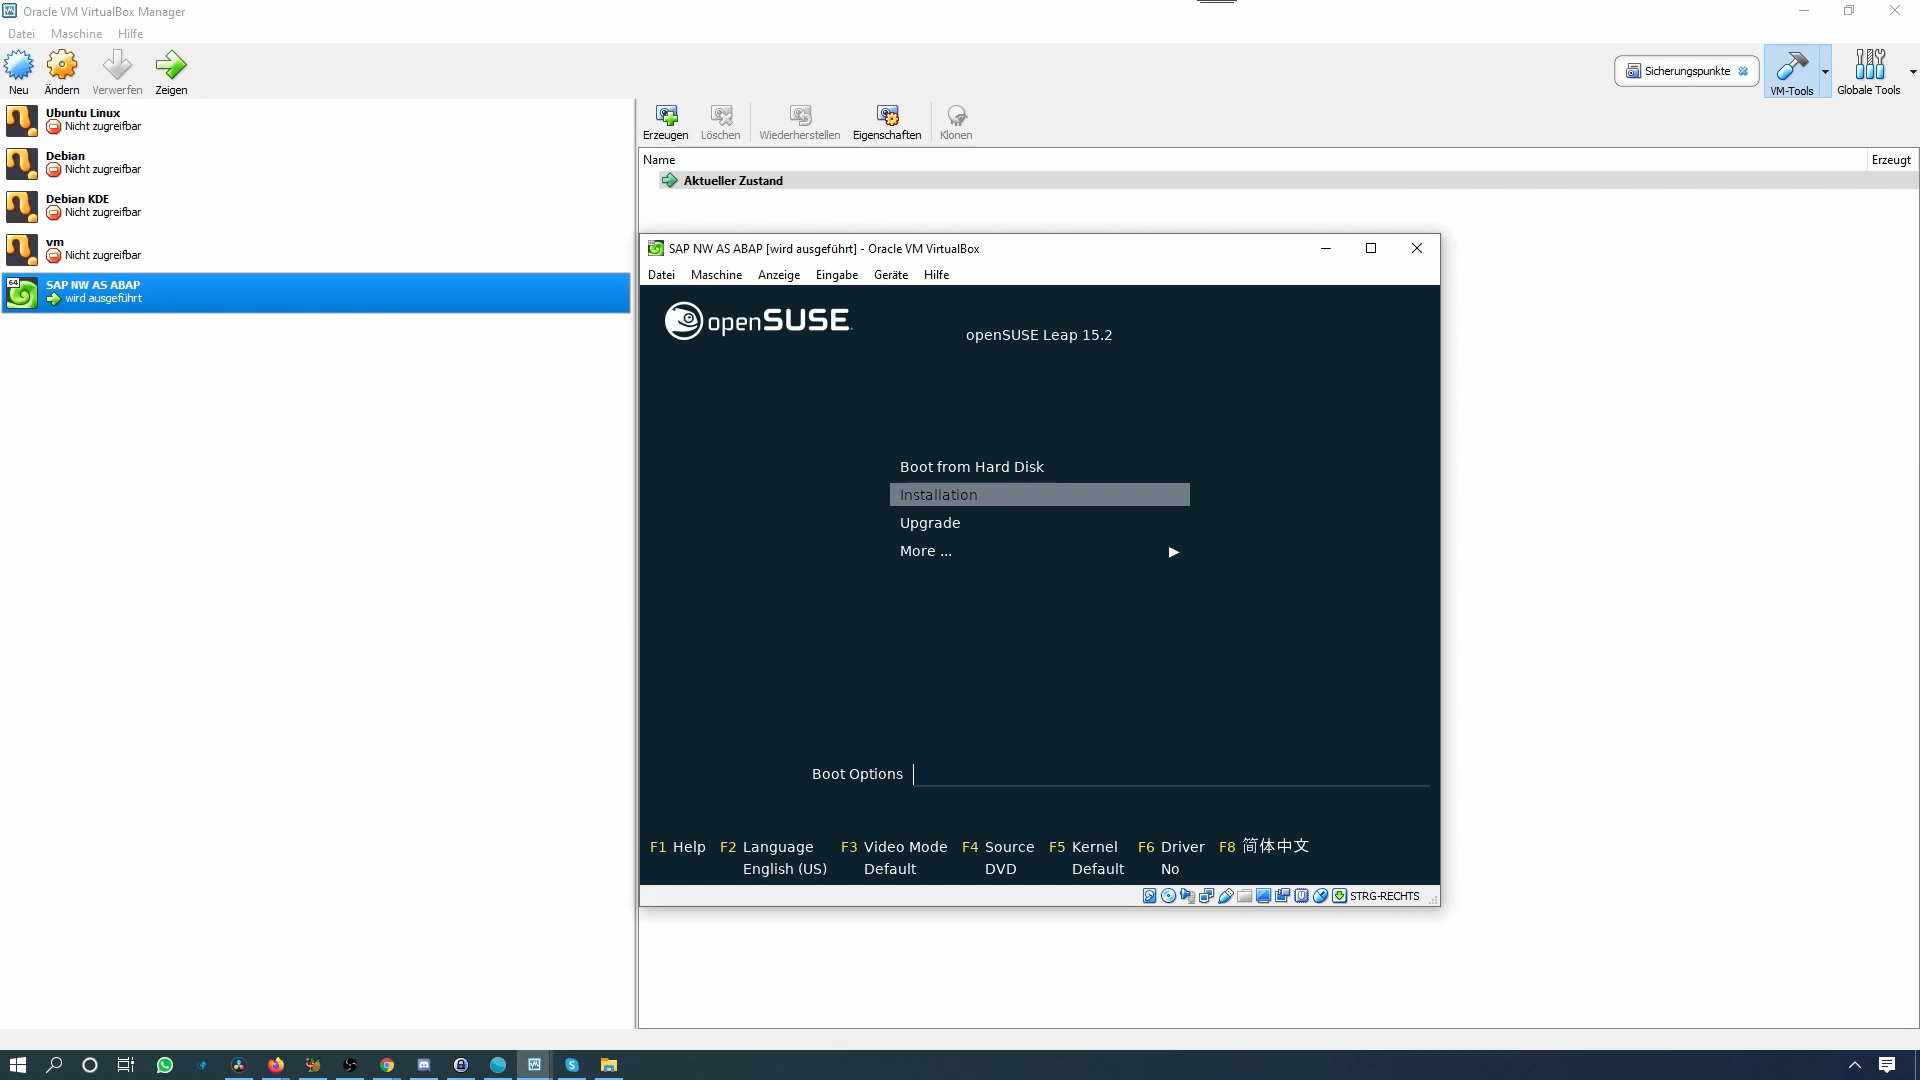 Oracle VM VirtualBox Manager
Datei Maschine Hilfe
Neu Ändern Verwerfen Zeigen
Sicherungspunkte VM-Tools Globale Tools
Ubuntu Linux
Nicht zugreifbar
Debian
Nicht zugreifbar
Debian KDE
Nicht zugreifbar
vm
Nicht zugreifbar
64
SAP NW AS ABAP
wird ausgeführt
Erzeugen Löschen Wiederherstellen Eigenschaften Klonen
Name Erzeugt
Aktueller Zustand
SAP NW AS ABAP [wird ausgeführt] - Oracle VM VirtualBox
Datei Maschine Anzeige Eingabe Geräte Hilfe
openSUSE
openSUSE Leap 15.2
Boot from Hard Disk
Installation
Upgrade
More ...
Boot Options
F1 Help F2 Language F3 Video Mode F4 Source F5 Kernel F6 Driver F8 简体中文
English (US) Default DVD Default No
STRG-RECHTS